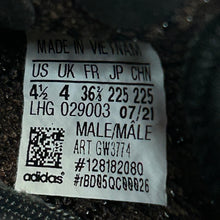 MADE IN VIETNAM
US UK FR JP CHN
4½ 4 36⅔ 225 225
LHG 029003 07/21
MALE/MÂLE
ART GW3774
#128182080
adidas® #1BD05QC00026